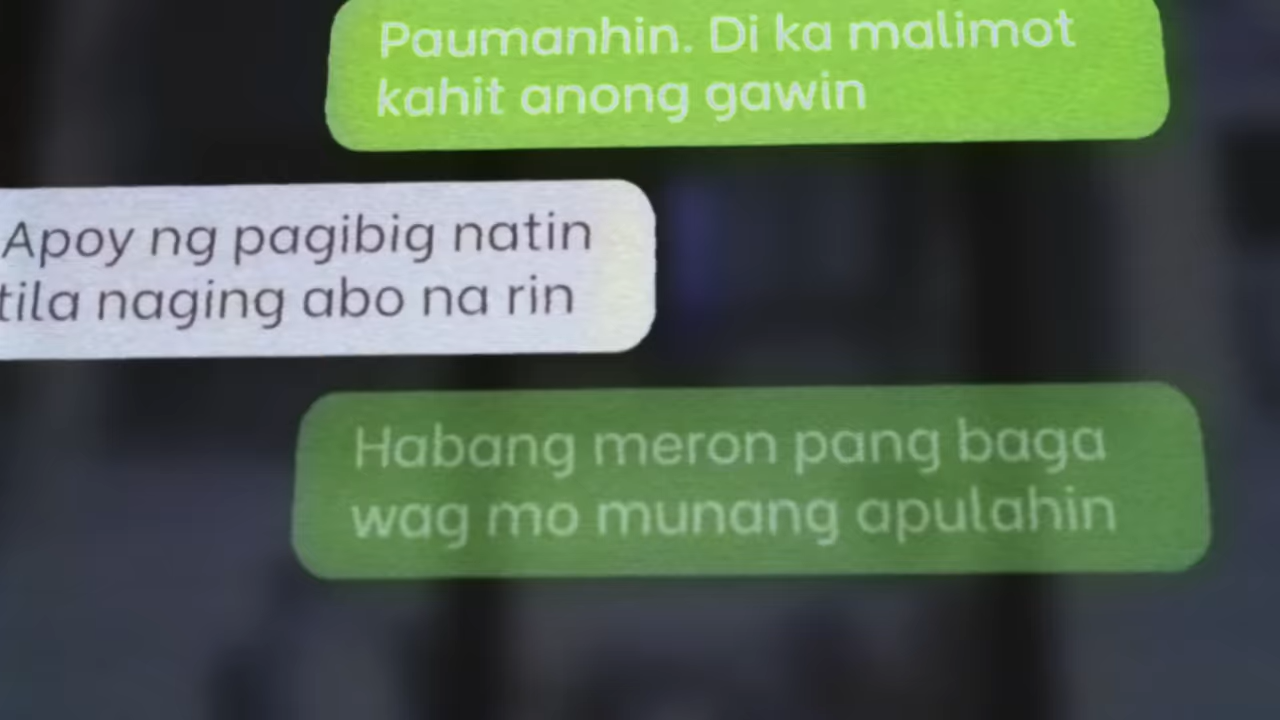 Paumanhin. Di ka malimot
kahit anong gawin
Apoy ng pagibig natin
tila naging abo na rin
Habang meron pang baga
wag mo munang apulahin